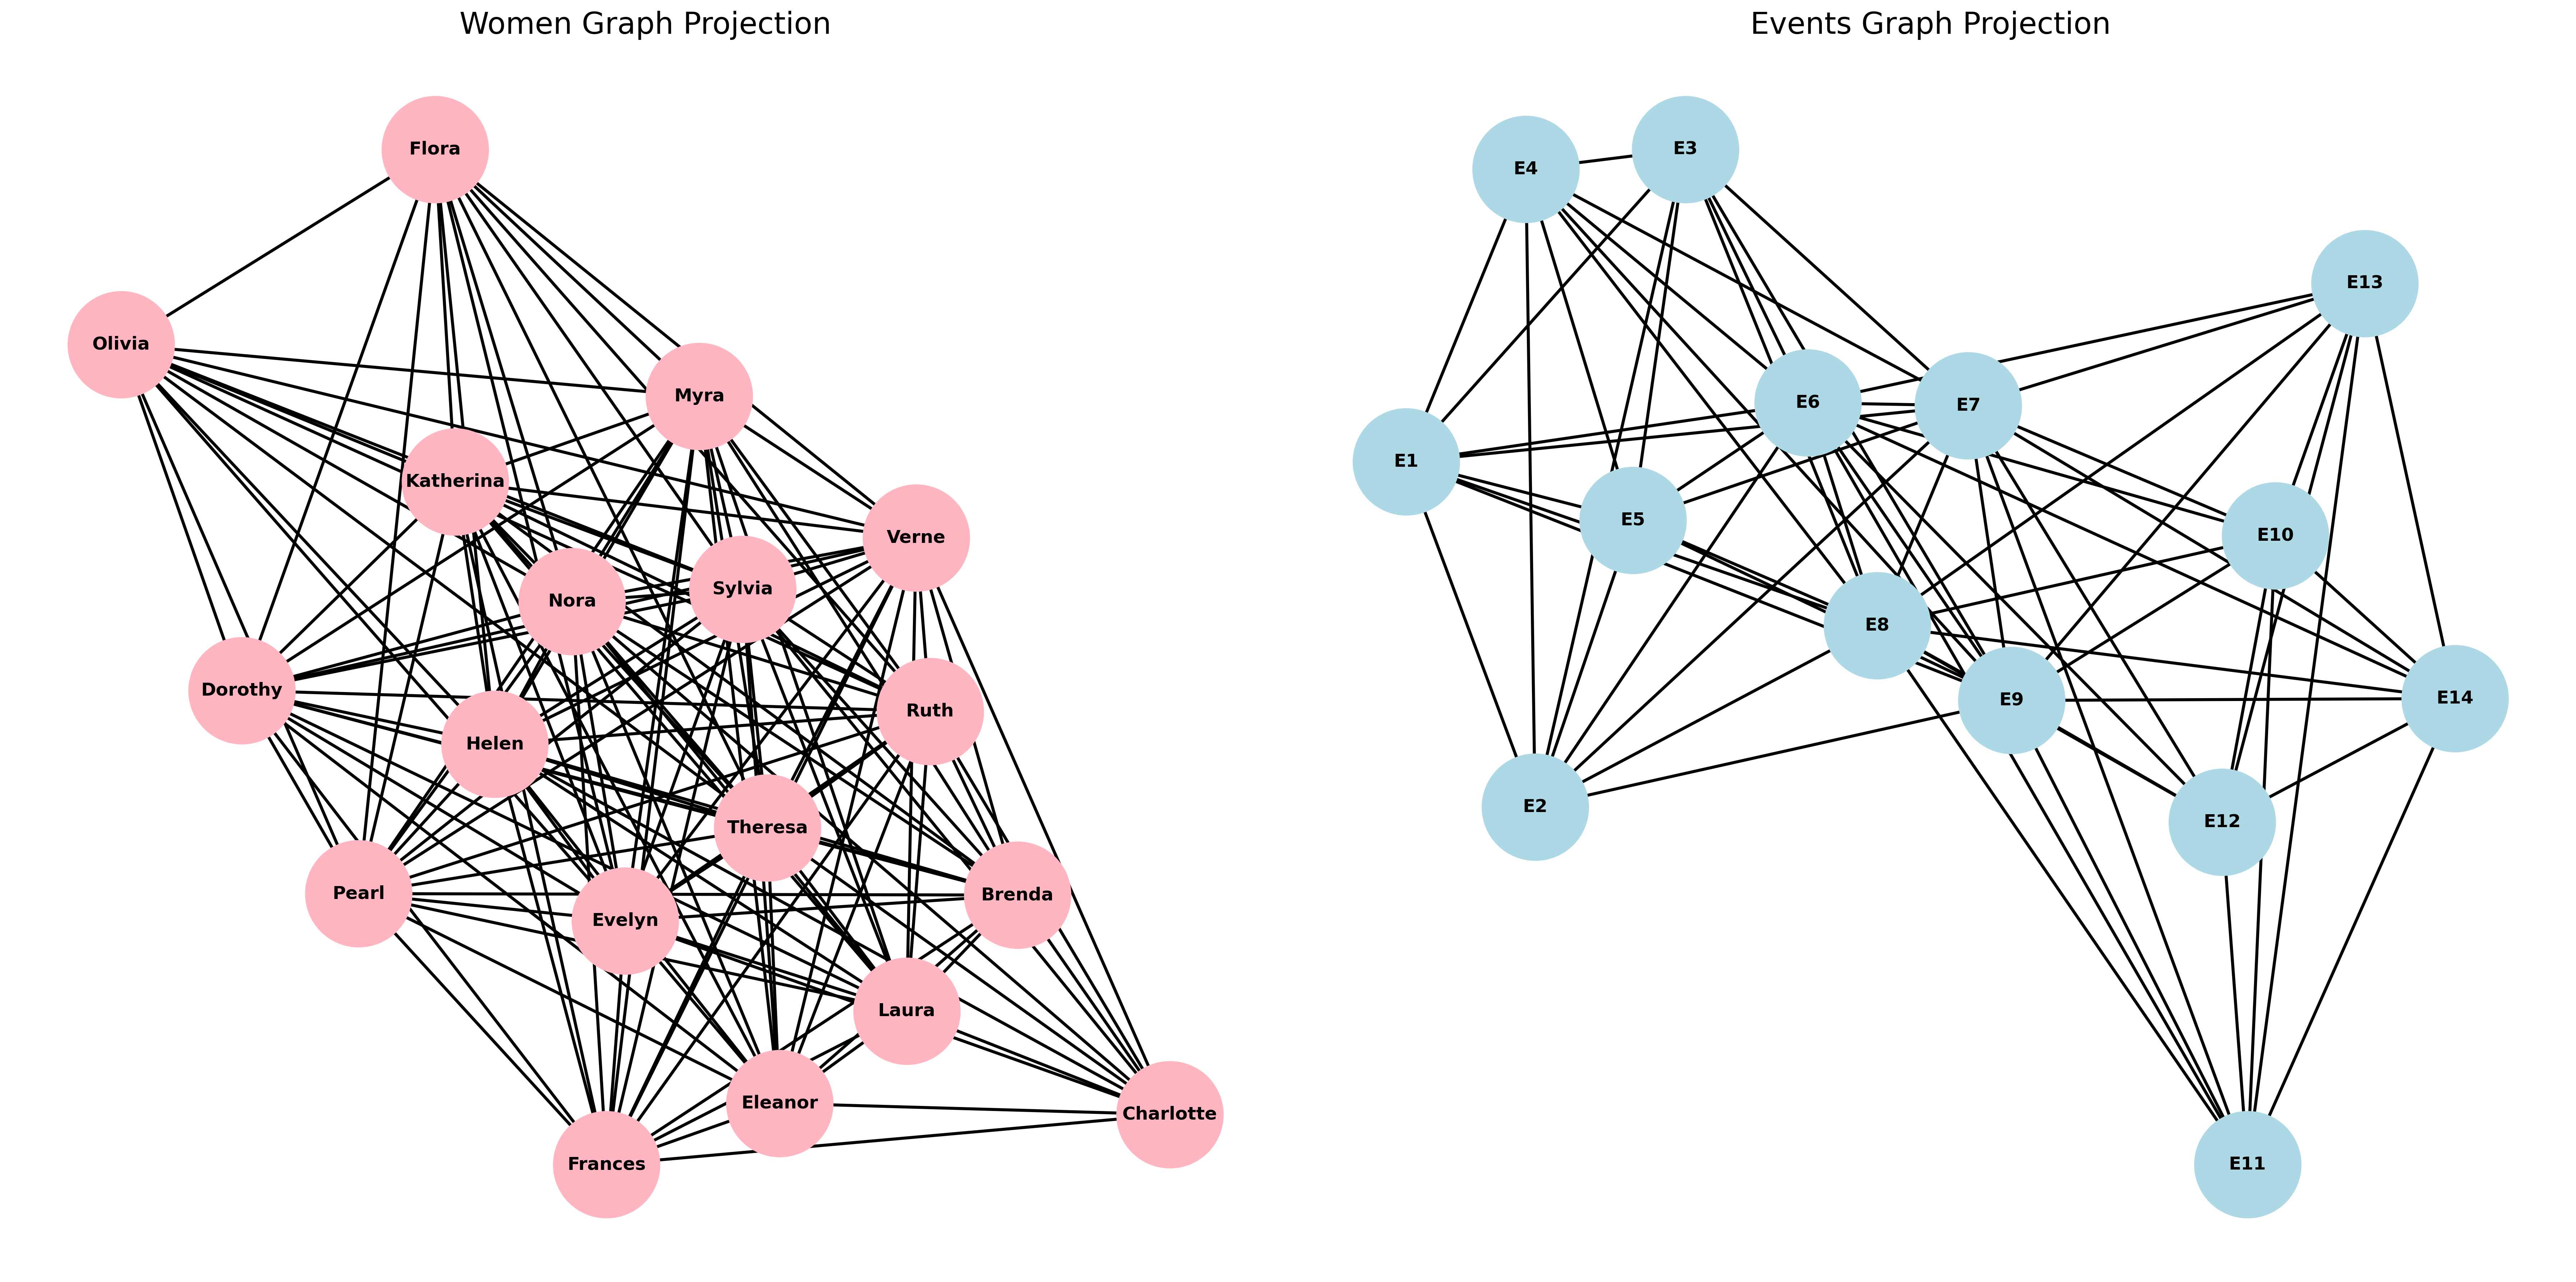 Women Graph Projection
Flora
Olivia
Myra
Katherina
Verne
Sylvia
Nora
Dorothy
Ruth
Helen
Theresa
Pearl
Brenda
Evelyn
Laura
Eleanor
Charlotte
Frances
Events Graph Projection
E3
E4
E13
E6
E7
E1
E5
E10
E8
E9
E14
E2
E12
E11